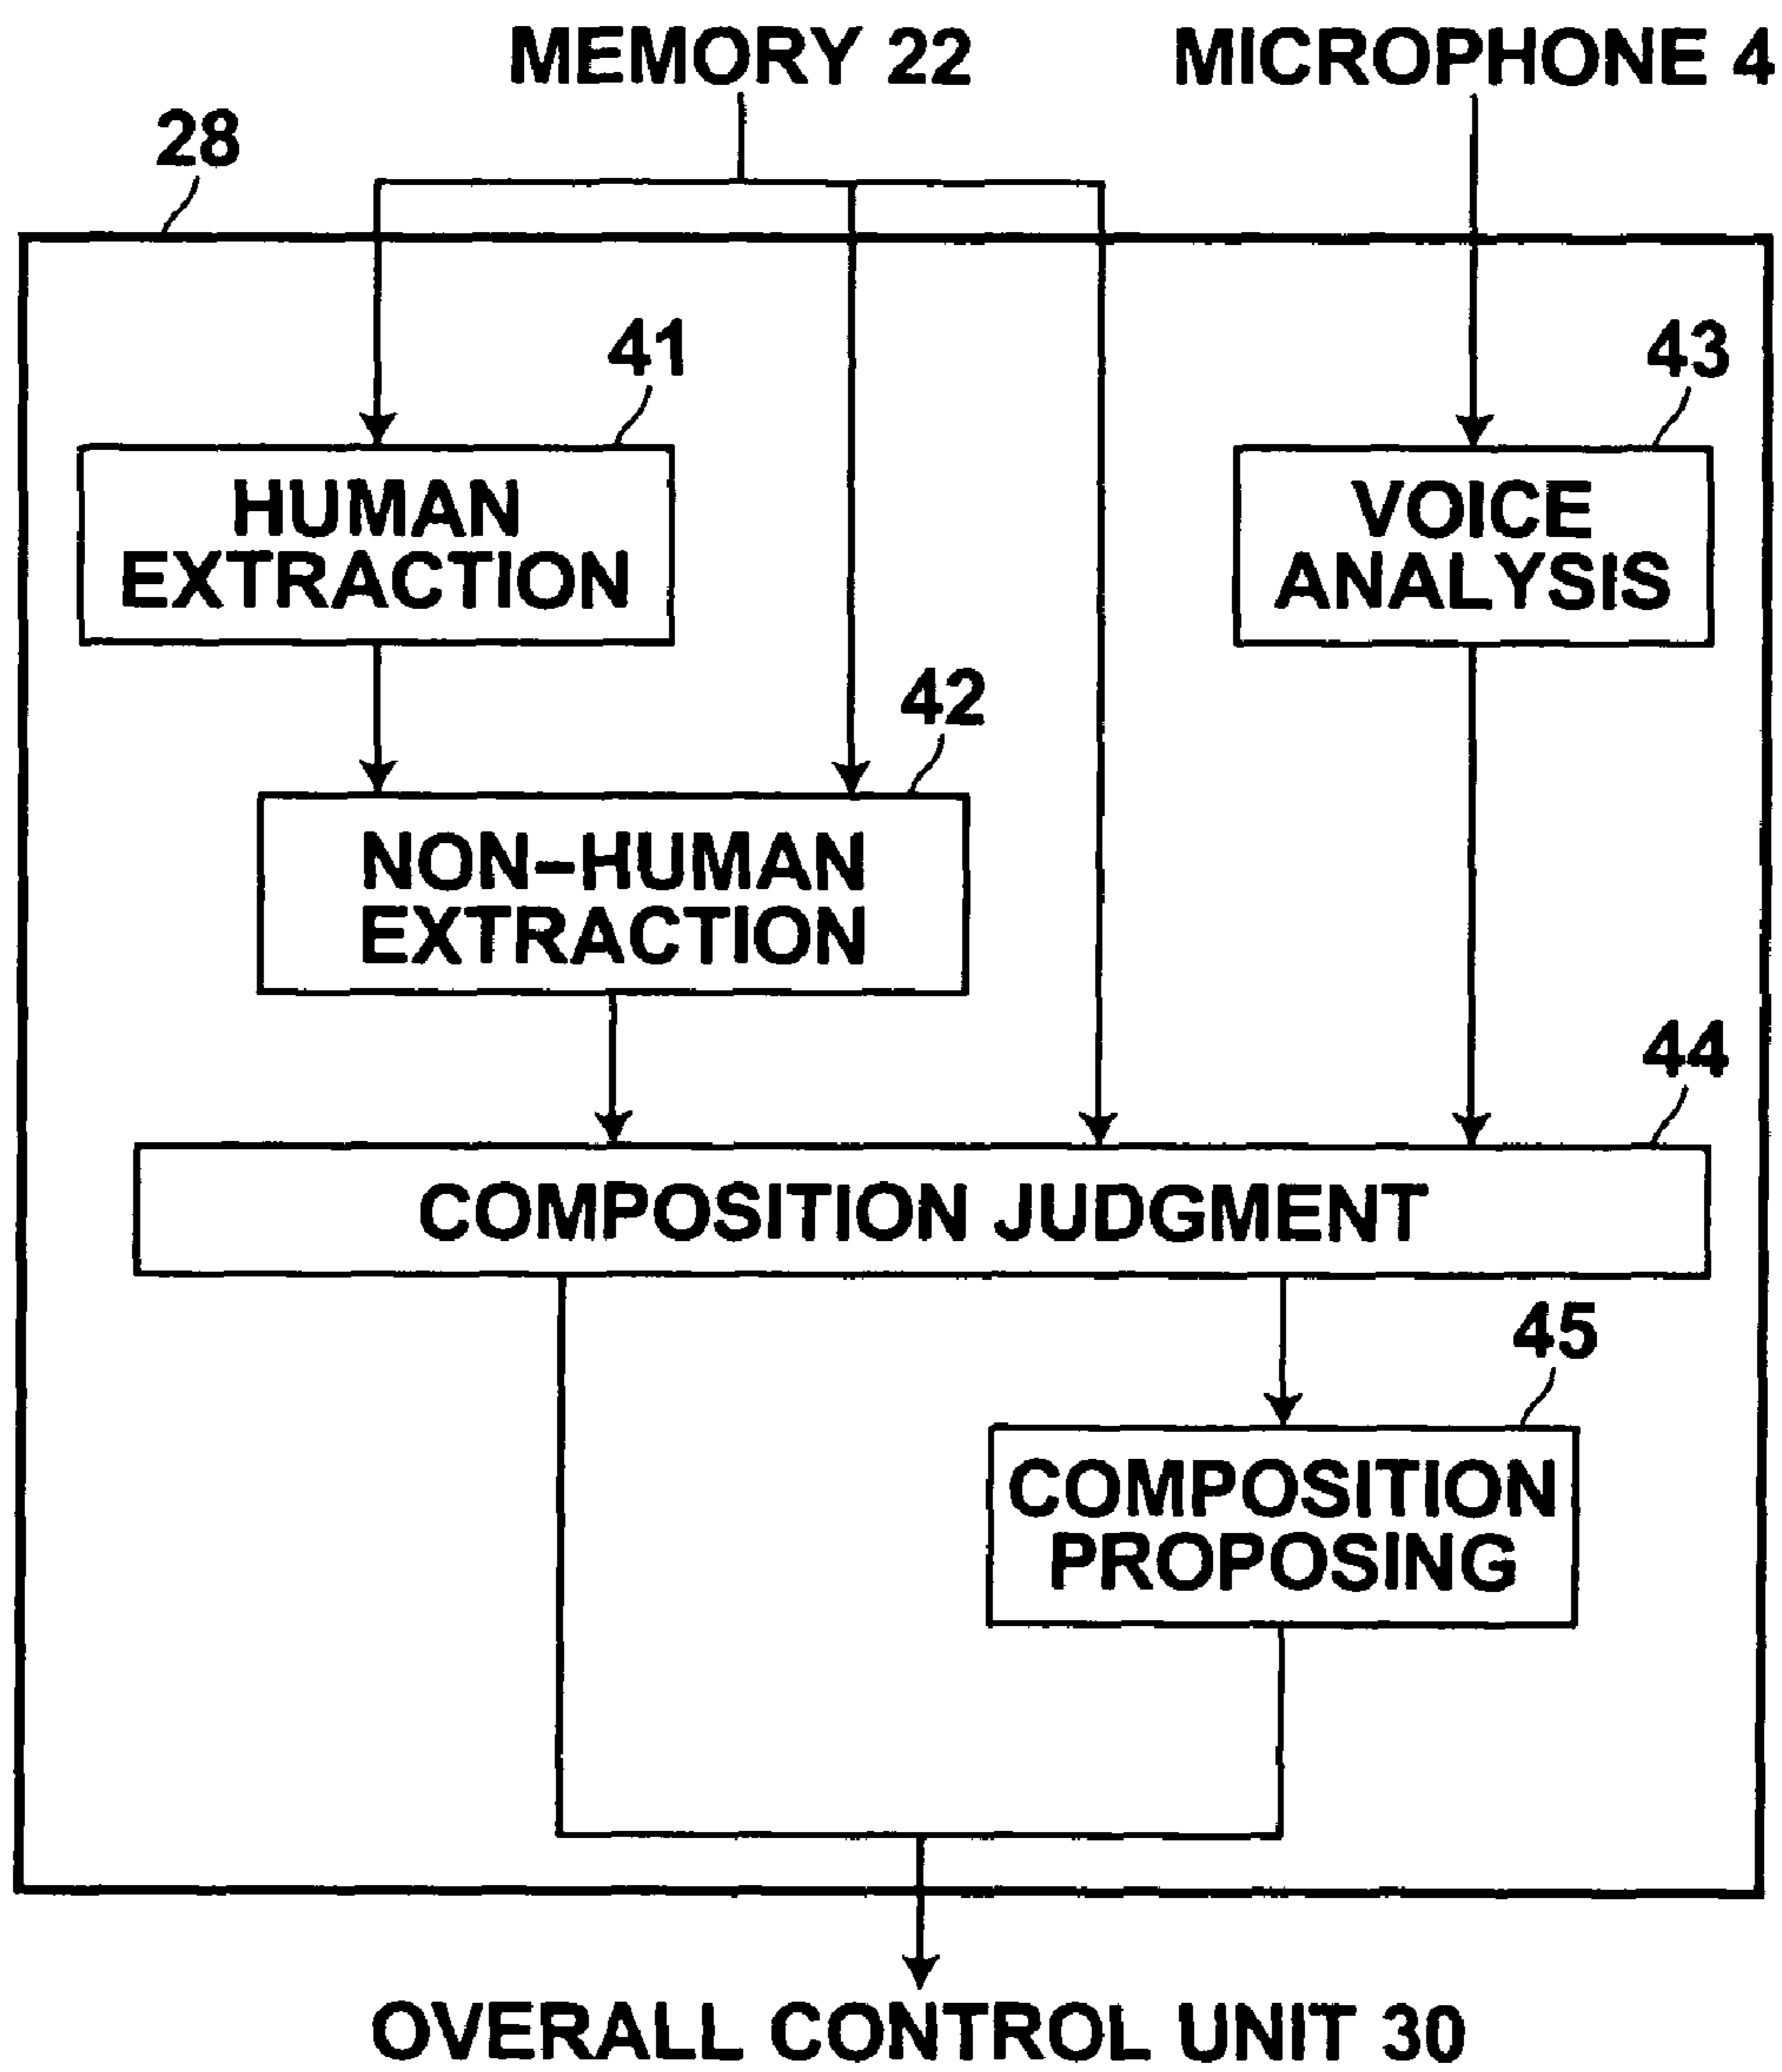 MEMORY 22
MICROPHONE 4
28
41
43
HUMAN
EXTRACTION
VOICE
ANALYSIS
42
NON-HUMAN
EXTRACTION
44
COMPOSITION JUDGMENT
45
COMPOSITION
PROPOSING
OVERALL CONTROL UNIT 30